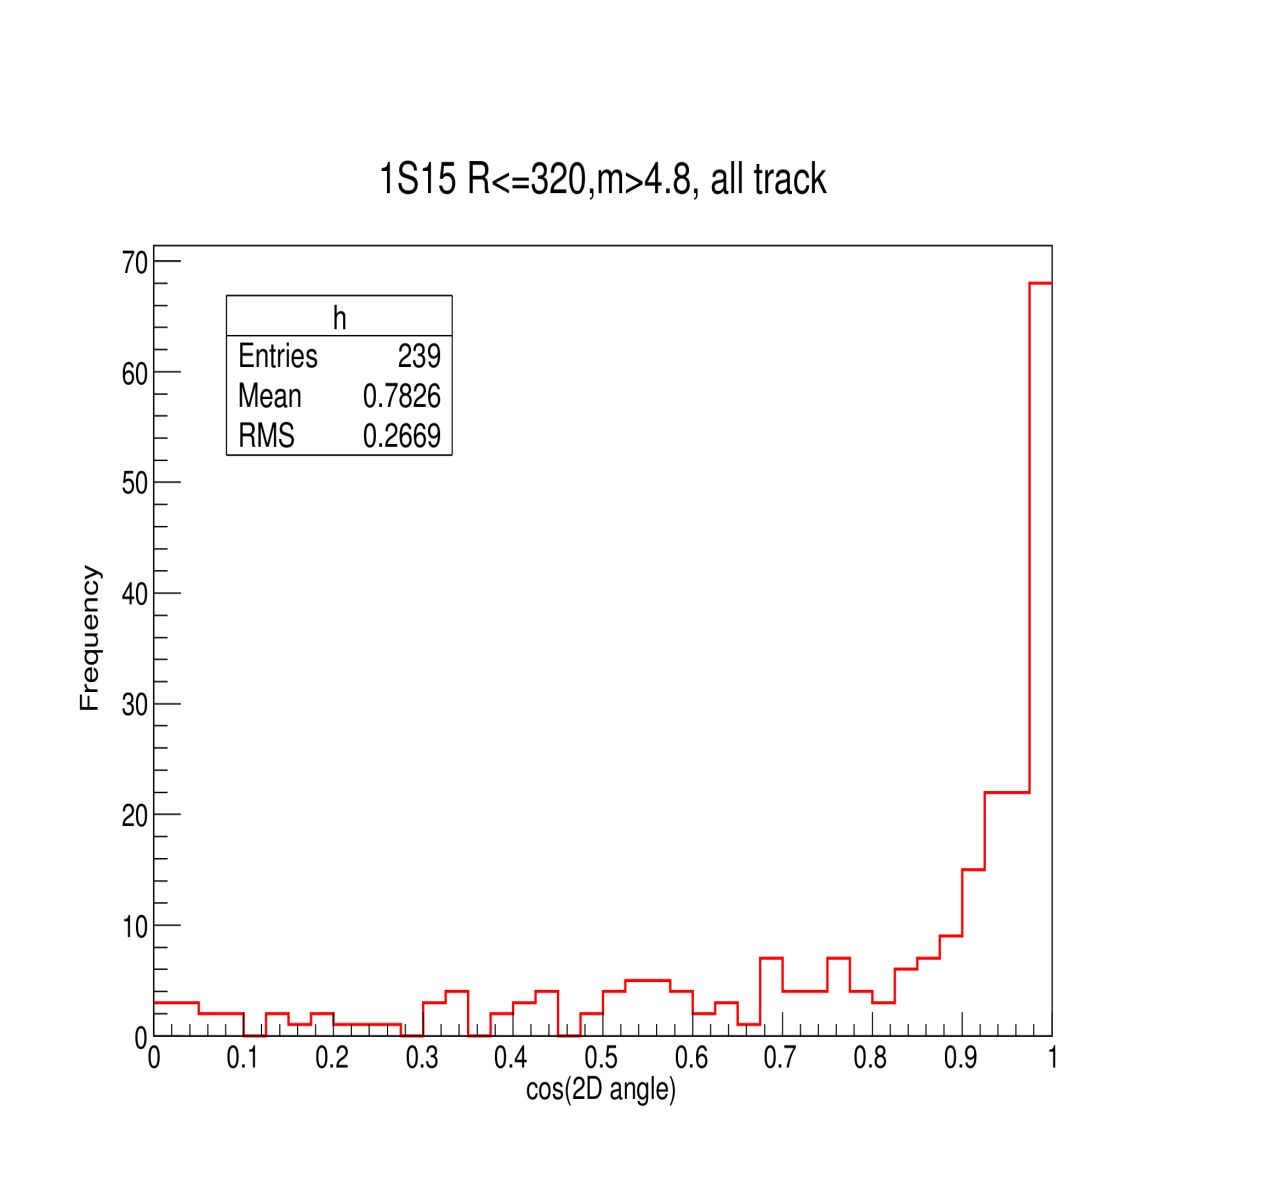 1S15 R<=320,m>4.8, all track
70
60
50
40
30
20
10
0
h
Entries 239
Mean 0.7826
RMS 0.2669
Frequency
0 0.1 0.2 0.3 0.4 0.5 0.6 0.7 0.8 0.9 1
cos(2D angle)